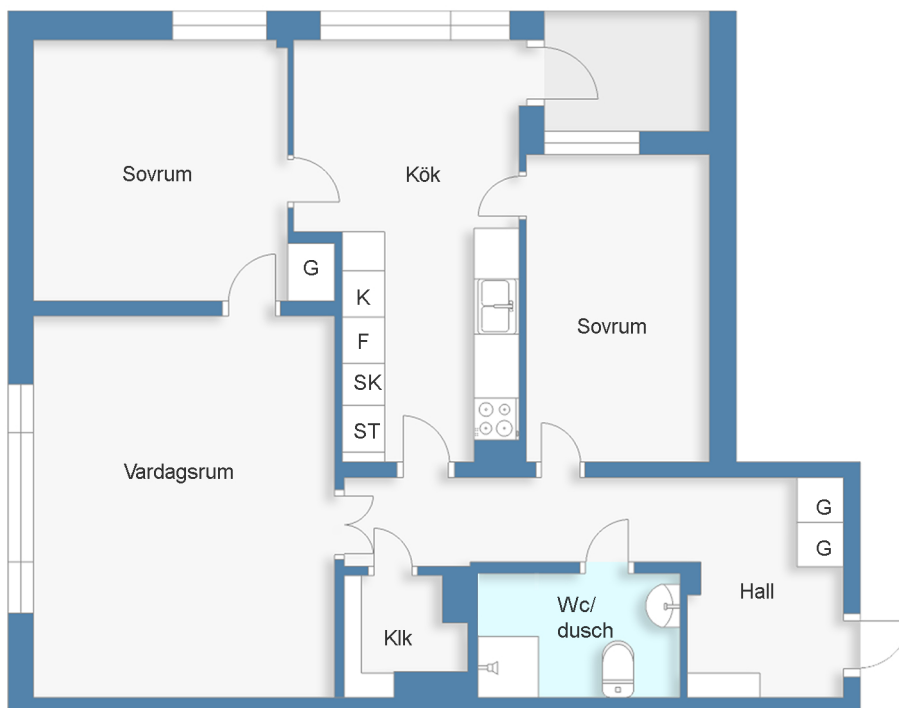 Sovrum
Kök
G
K
F
SK
ST
Sovrum
Vardagsrum
G
G
Hall
Wc/
dusch
Klk